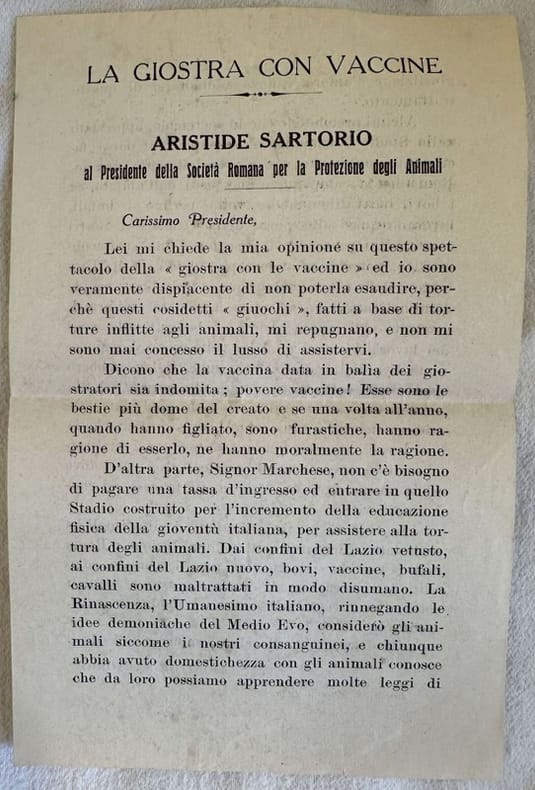 LA GIOSTRA CON VACCINE
ARISTIDE SARTORIO
al Presidente della Società Romana per la Protezione degli Animali
Carissimo Presidente,
Lei mi chiede la mia opinione su questo spet-
tacolo della « giostra con le vaccine » ed io sono
veramente dispiacente di non poterla esaudire, per-
chè questi cosidetti « giuochi », fatti a base di tor-
ture inflitte agli animali, mi repugnano, e non mi
sono mai concesso il lusso di assistervi.
Dicono che la vaccina data in balìa dei gio-
stratori sia indomita ; povere vaccine! Esse sono le
bestie più dome del creato e se una volta all'anno,
quando hanno figliato, sono furastiche, hanno ra-
gione di esserlo, ne hanno moralmente la ragione.
D'altra parte, Signor Marchese, non c'è bisogno
di pagare una tassa d'ingresso ed entrare in quello
Stadio costruito per l'incremento della educazione
fisica della gioventù italiana, per assistere alla tor-
tura degli animali. Dai confini del Lazio vetusto,
ai confini del Lazio nuovo, bovi, vaccine, bufali,
cavalli sono maltrattati in modo disumano. La
Rinascenza, l'Umanesimo italiano, rinnegando le
idee demoniache del Medio Evo, considerò gli ani-
mali siccome i nostri consanguinei, e chiunque
abbia avuto domestichezza con gli animali conosce
che da loro possiamo apprendere molte leggi di